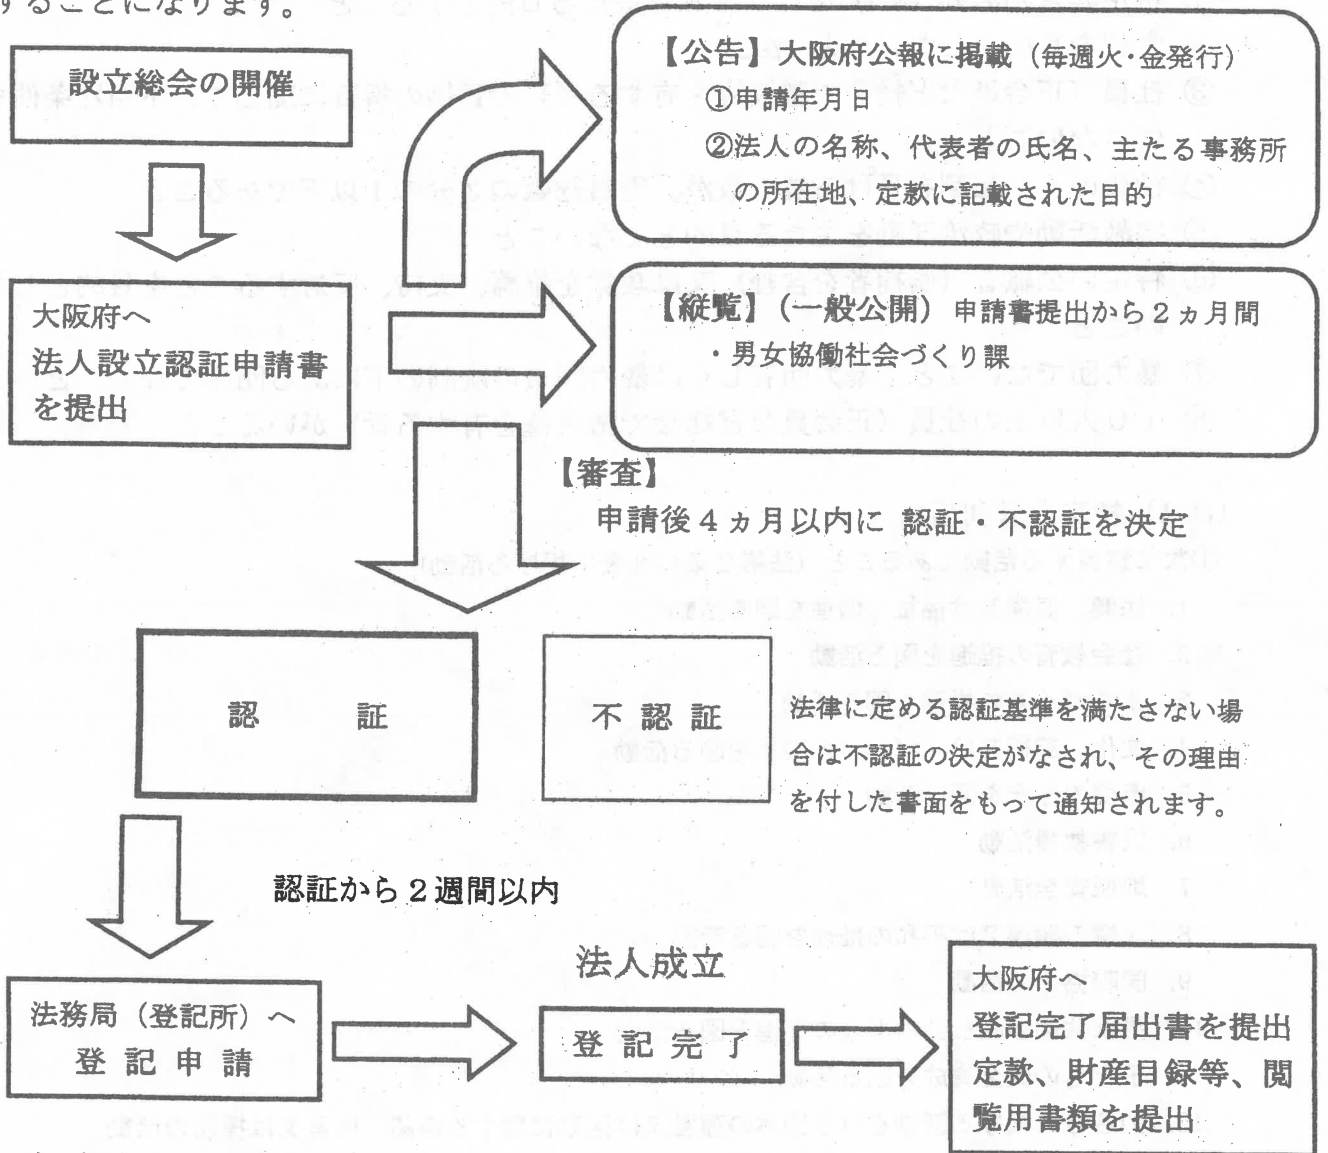 することになります。
設立総会の開催
【公告】大阪府公報に掲載（毎週火・金発行）
①申請年月日
②法人の名称、代表者の氏名、主たる事務所
の所在地、定款に記載された目的
大阪府へ
法人設立認証申請書
を提出
【縦覧】（一般公開）申請書提出から２ヵ月間
・男女協働社会づくり課
【審査】
申請後４ヵ月以内に 認証・不認証を決定
認　証
不認証
法律に定める認証基準を満たさない場
合は不認証の決定がなされ、その理由
を付した書面をもって通知されます。
認証から２週間以内
法人成立
法務局（登記所）へ
登記申請
登記完了
大阪府へ
登記完了届出書を提出
定款、財産目録等、閲
覧用書類を提出